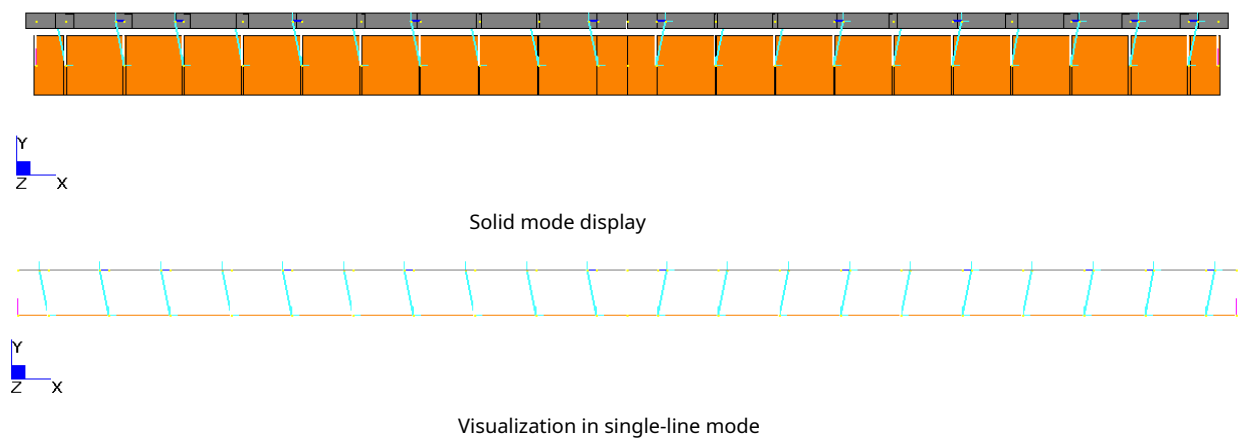 Y
Z X
Solid mode display
Y
Z X
Visualization in single-line mode